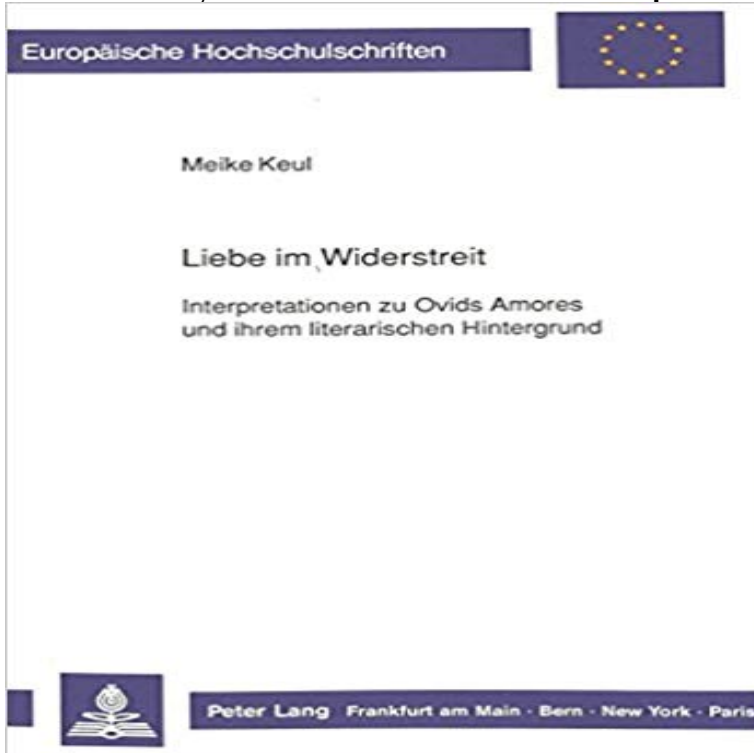 Europäische Hochschulschriften
Meike Keul
Liebe im Widerstreit
Interpretationen zu Ovids Amores
und ihrem literarischen Hintergrund
Peter Lang Frankfurt am Main · Bern · New York · Paris